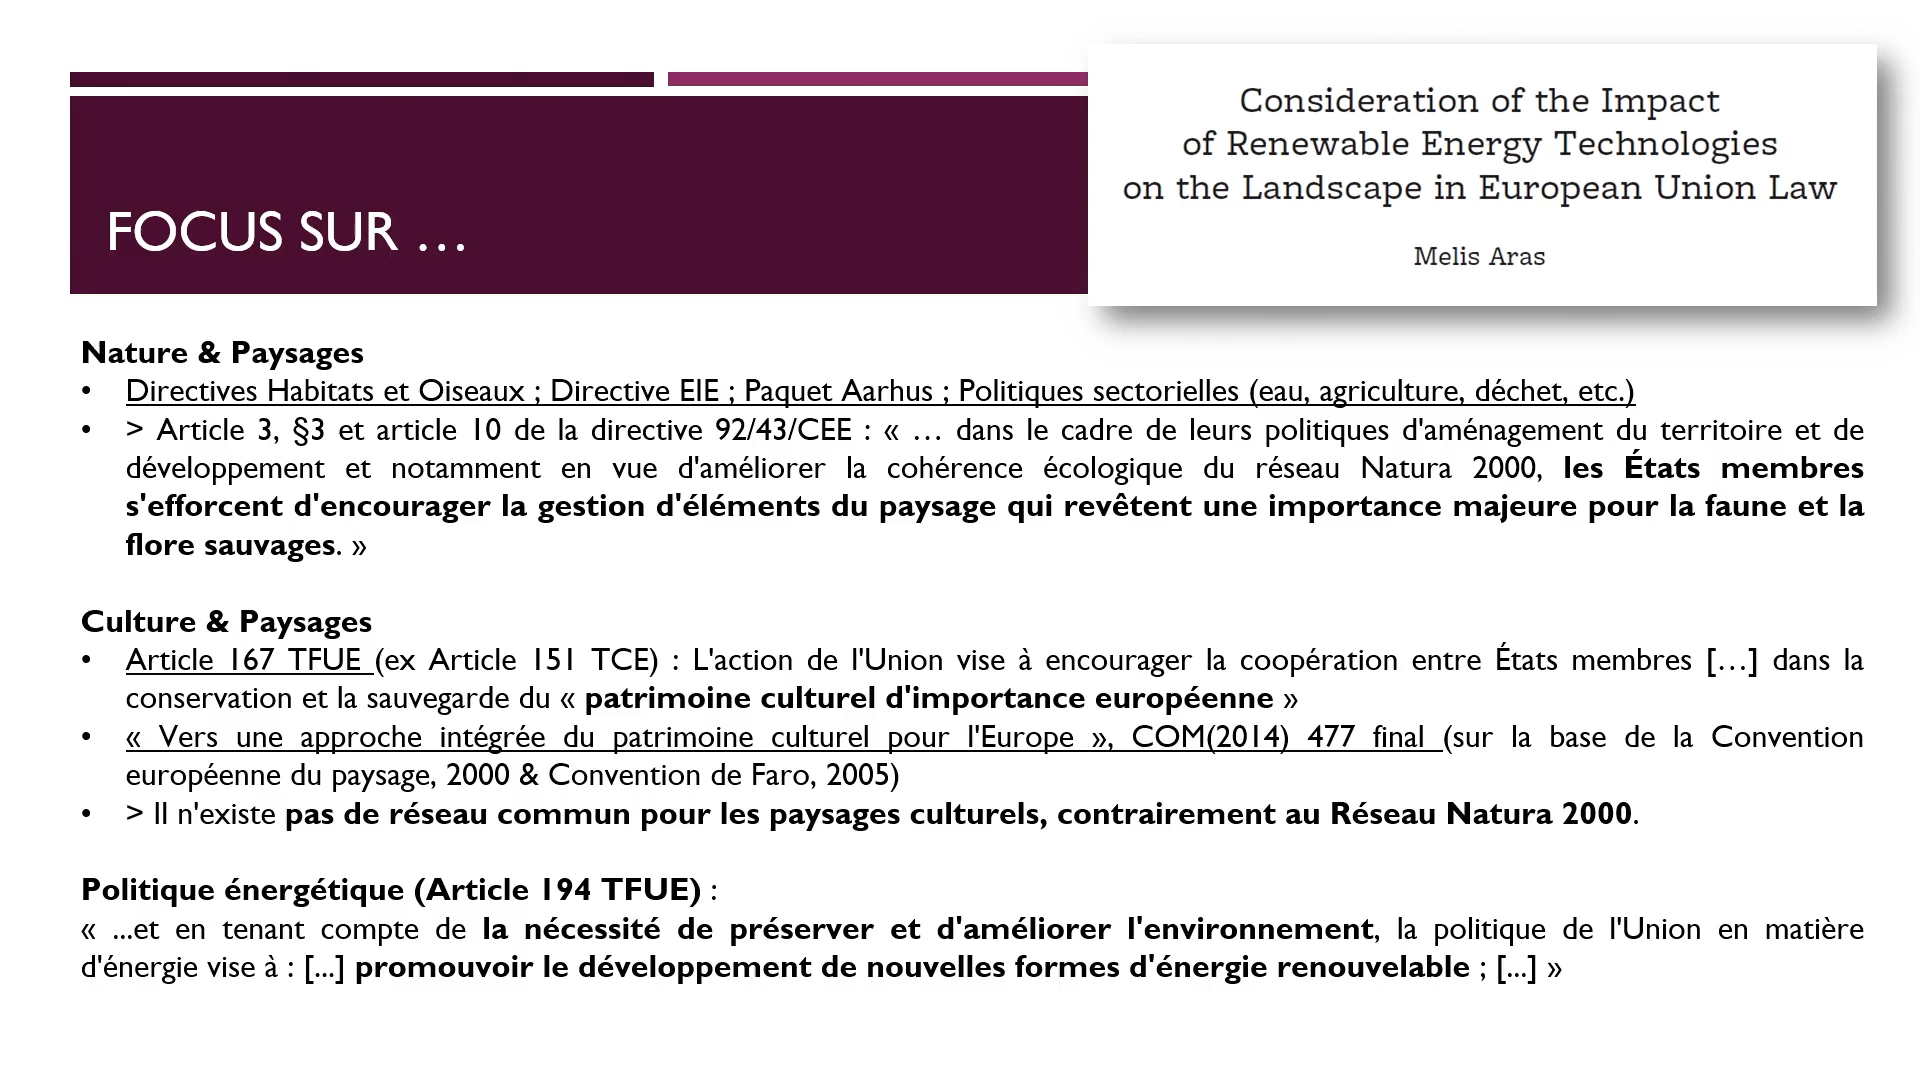 FOCUS SUR …
Consideration of the Impact
of Renewable Energy Technologies
on the Landscape in European Union Law
Melis Aras
Nature & Paysages
• Directives Habitats et Oiseaux ; Directive EIE ; Paquet Aarhus ; Politiques sectorielles (eau, agriculture, déchet, etc.)
• > Article 3, §3 et article 10 de la directive 92/43/CEE : « … dans le cadre de leurs politiques d'aménagement du territoire et de
développement et notamment en vue d'améliorer la cohérence écologique du réseau Natura 2000, les États membres
s'efforcent d'encourager la gestion d'éléments du paysage qui revêtent une importance majeure pour la faune et la
flore sauvages. »
Culture & Paysages
• Article 167 TFUE (ex Article 151 TCE) : L'action de l'Union vise à encourager la coopération entre États membres […] dans la
conservation et la sauvegarde du « patrimoine culturel d'importance européenne »
• « Vers une approche intégrée du patrimoine culturel pour l'Europe », COM(2014) 477 final (sur la base de la Convention
européenne du paysage, 2000 & Convention de Faro, 2005)
• > Il n'existe pas de réseau commun pour les paysages culturels, contrairement au Réseau Natura 2000.
Politique énergétique (Article 194 TFUE) :
« ...et en tenant compte de la nécessité de préserver et d'améliorer l'environnement, la politique de l'Union en matière
d'énergie vise à : [...] promouvoir le développement de nouvelles formes d'énergie renouvelable ; [...] »